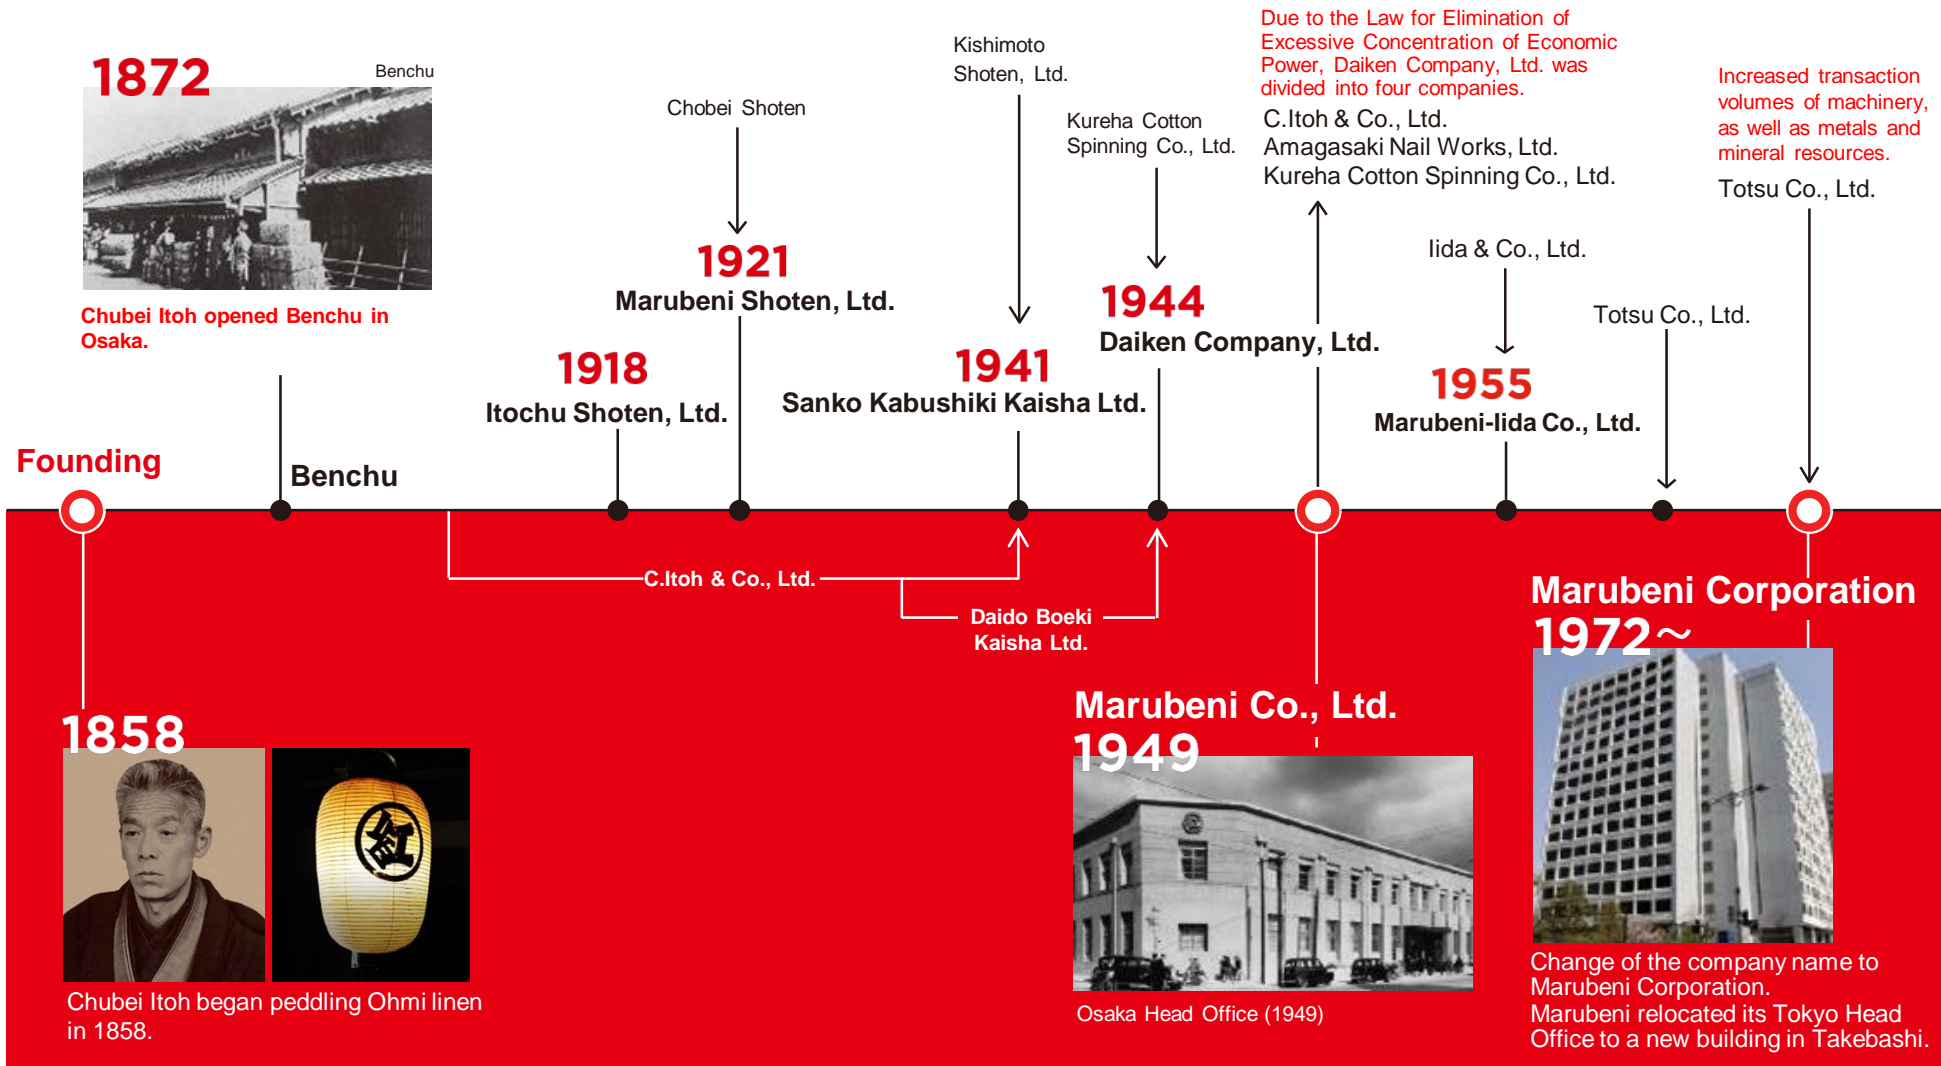 1872
Benchu
Chubei Itoh opened Benchu in
Osaka.
Founding
Benchu
1918
Itochu Shoten, Ltd.
Chobei Shoten
1921
Marubeni Shoten, Ltd.
Kishimoto
Shoten, Ltd.
1941
Sanko Kabushiki Kaisha Ltd.
Kureha Cotton
Spinning Co., Ltd.
1944
Daiken Company, Ltd.
Due to the Law for Elimination of
Excessive Concentration of Economic
Power, Daiken Company, Ltd. was
divided into four companies.
C.Itoh & Co., Ltd.
Amagasaki Nail Works, Ltd.
Kureha Cotton Spinning Co., Ltd.
Iida & Co., Ltd.
1955
Marubeni-Iida Co., Ltd.
Totsu Co., Ltd.
Increased transaction
volumes of machinery,
as well as metals and
mineral resources.
Totsu Co., Ltd.
C.Itoh & Co., Ltd.
Daido Boeki
Kaisha Ltd.
1858
紅
Chubei Itoh began peddling Ohmi linen
in 1858.
Marubeni Co., Ltd.
1949
Osaka Head Office (1949)
Marubeni Corporation
1972～
Change of the company name to
Marubeni Corporation.
Marubeni relocated its Tokyo Head
Office to a new building in Takebashi.